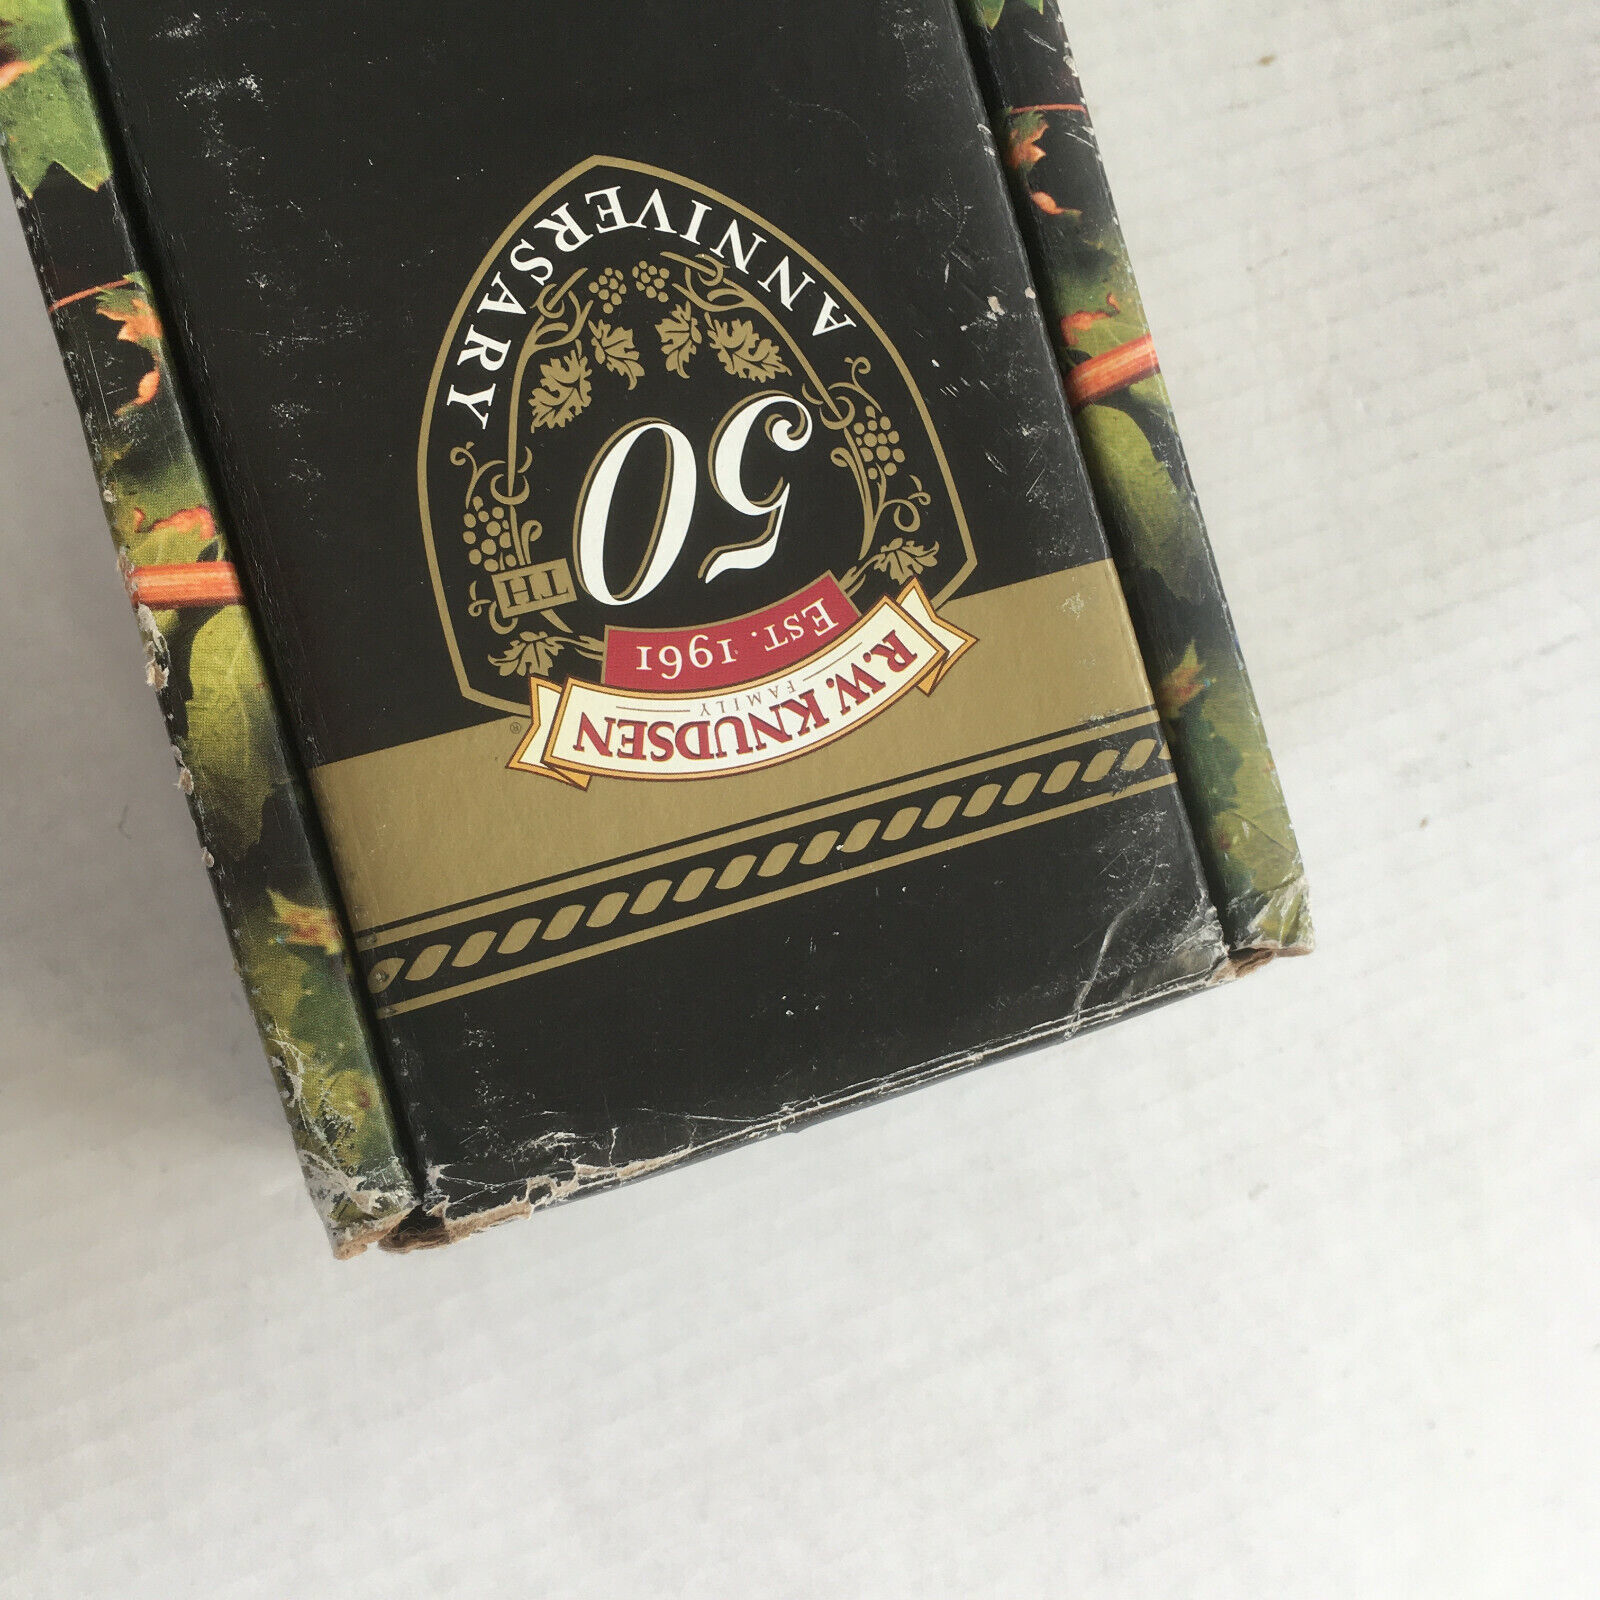 R.W. KNUDSEN
FAMILY
EST. 1961
50
TH
ANNIVERSARY
®